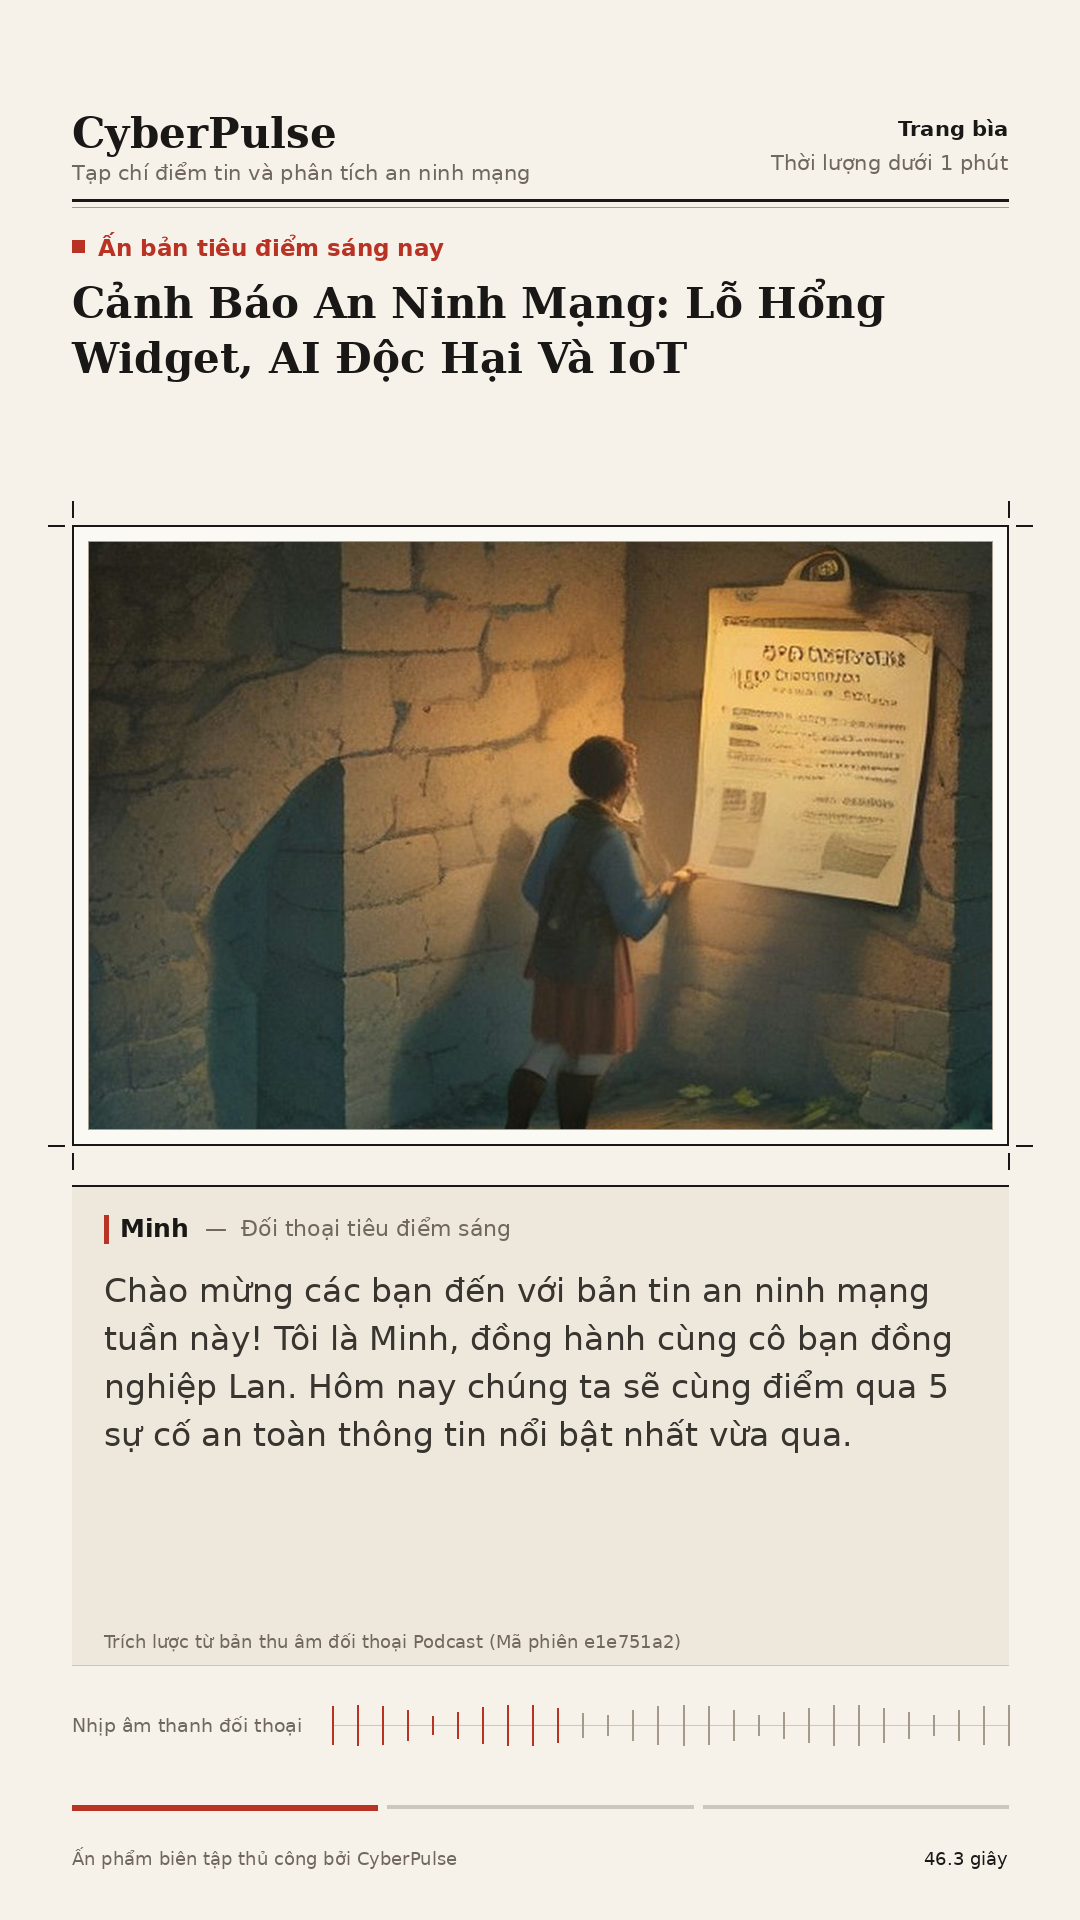 CyberPulse
Tạp chí điểm tin và phân tích an ninh mạng
Trang bìa
Thời lượng dưới 1 phút
Ấn bản tiêu điểm sáng nay
Cảnh Báo An Ninh Mạng: Lỗ Hổng
Widget, AI Độc Hại Và IoT
Minh — Đối thoại tiêu điểm sáng
Chào mừng các bạn đến với bản tin an ninh mạng
tuần này! Tôi là Minh, đồng hành cùng cô bạn đồng
nghiệp Lan. Hôm nay chúng ta sẽ cùng điểm qua 5
sự cố an toàn thông tin nổi bật nhất vừa qua.
Trích lược từ bản thu âm đối thoại Podcast (Mã phiên e1e751a2)
Nhịp âm thanh đối thoại
Ấn phẩm biên tập thủ công bởi CyberPulse
46.3 giây